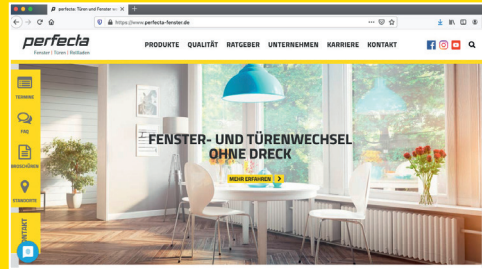 perfecta: Türen und Fenster vo
https://www.perfecta-fenster.de
perfecta
Fenster | Türen | Rollladen
PRODUKTE QUALITÄT RATGEBER UNTERNEHMEN KARRIERE KONTAKT
TERMINE
FAQ
BROSCHÜREN
STANDORTE
KONTAKT
FENSTER- UND TÜRENWECHSEL
OHNE DRECK
MEHR ERFAHREN